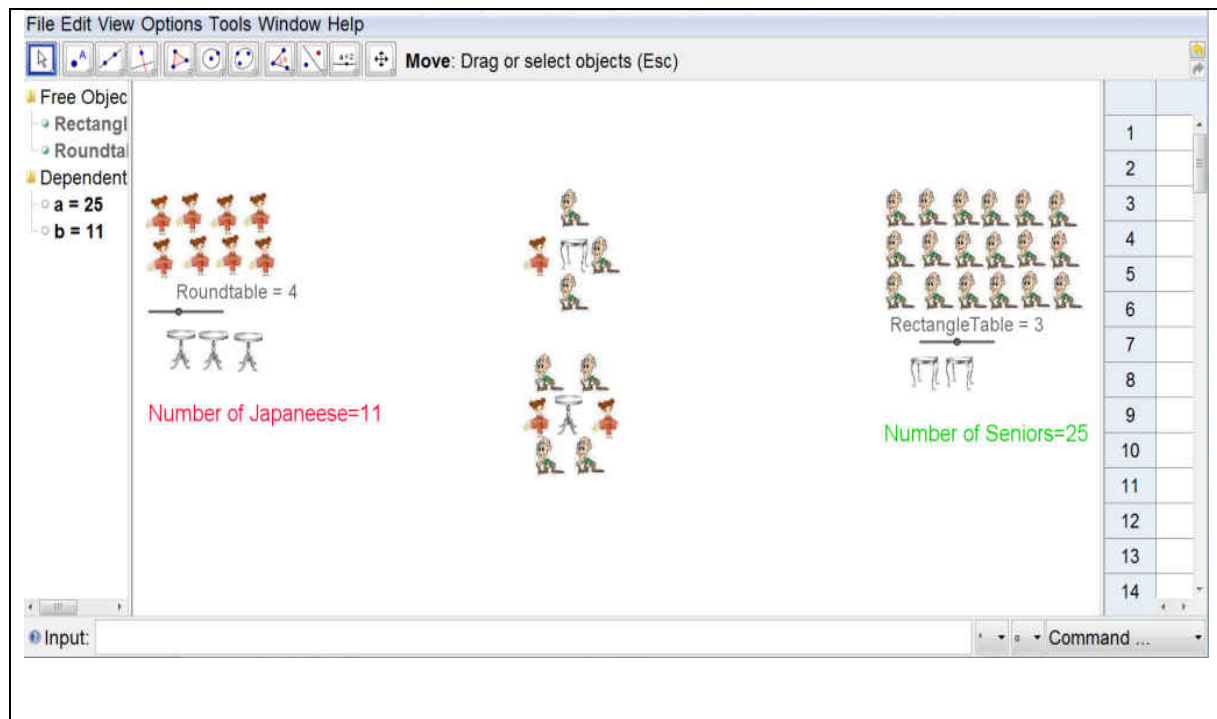 File Edit View Options Tools Window Help
Move: Drag or select objects (Esc)
Free Objec
Rectangl
Roundtal
Dependent
a = 25
b = 11
Roundtable = 4
Number of Japaneese=11
RectangleTable = 3
Number of Seniors=25
1
2
3
4
5
6
7
8
9
10
11
12
13
14
Input:
Command ...